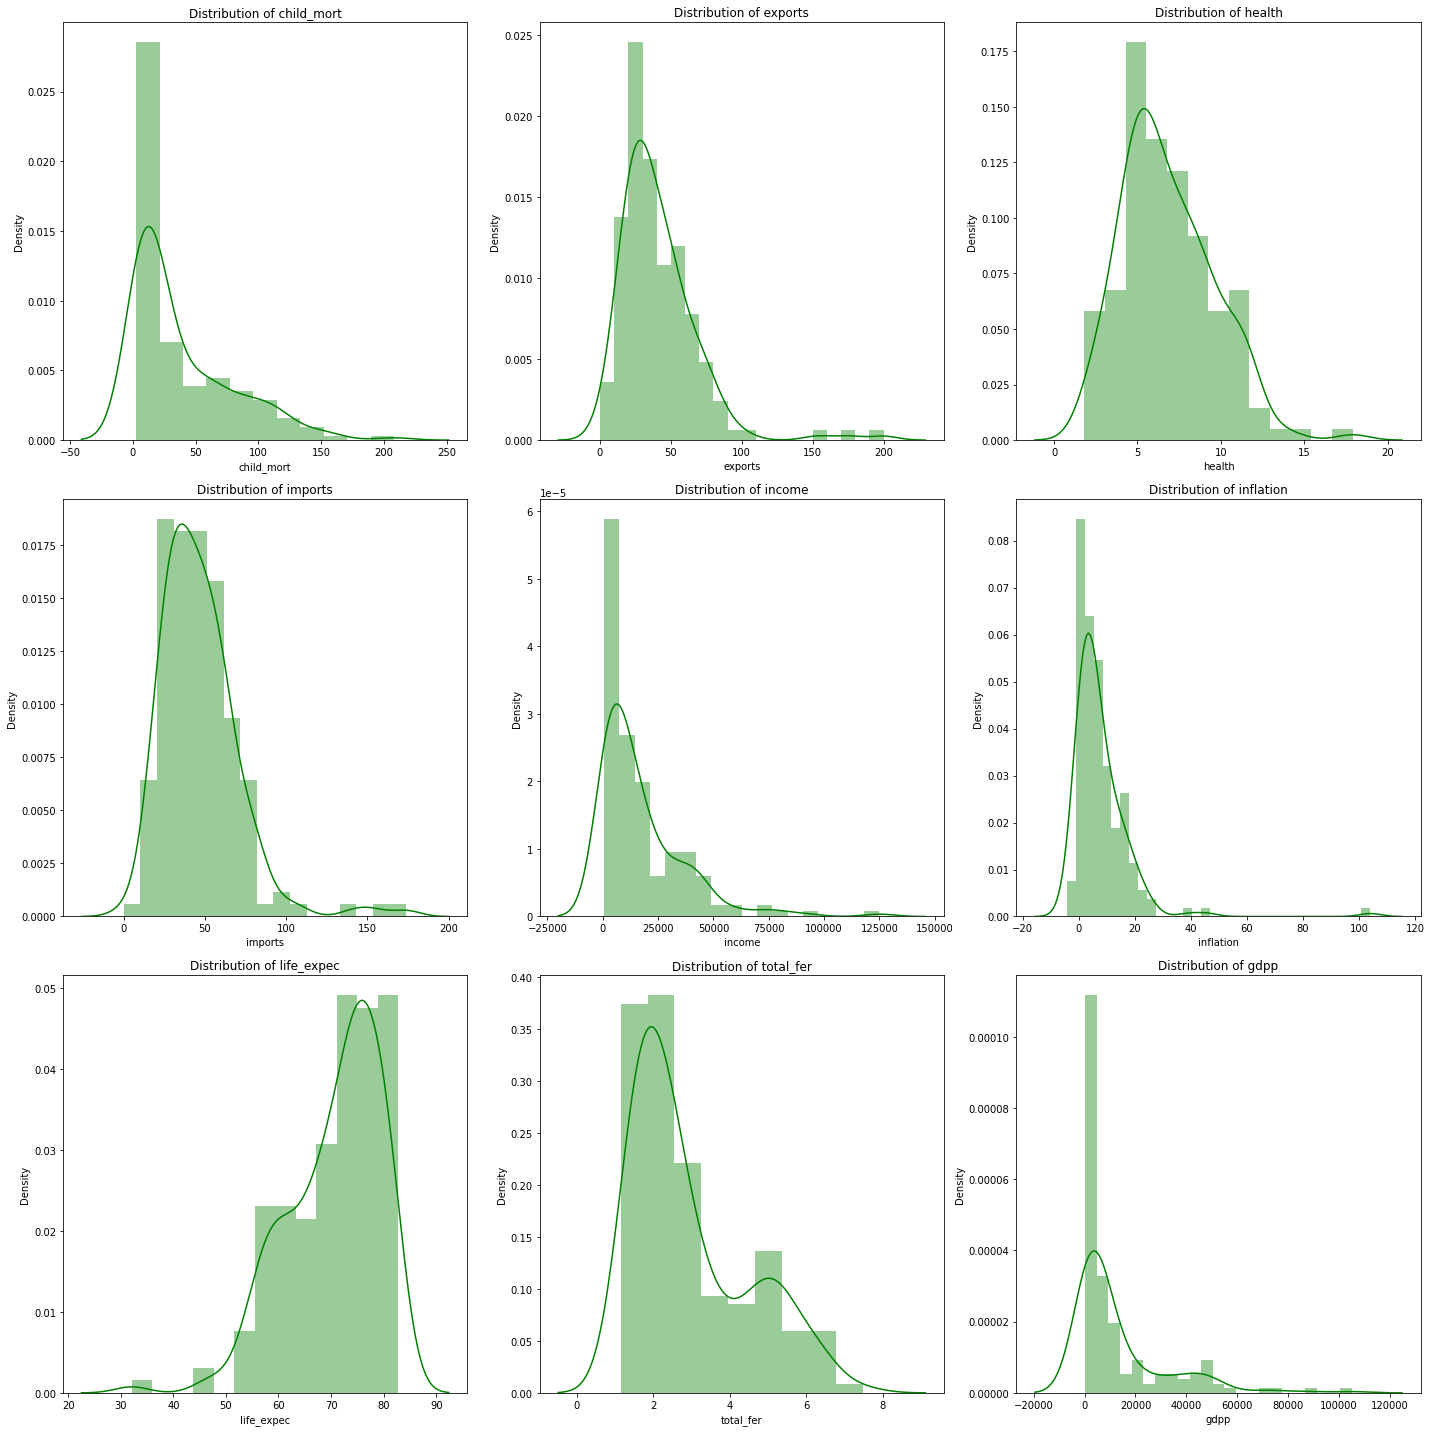 Distribution of child_mort
Density
0.025
0.020
0.015
0.010
0.005
0.000
−50 0 50 100 150 200 250
child_mort
Distribution of exports
Density
0.025
0.020
0.015
0.010
0.005
0.000
0 50 100 150 200
exports
Distribution of health
Density
0.175
0.150
0.125
0.100
0.075
0.050
0.025
0.000
0 5 10 15 20
health
Distribution of imports
Density
0.0175
0.0150
0.0125
0.0100
0.0075
0.0050
0.0025
0.0000
0 50 100 150 200
imports
Distribution of income
1e−5
Density
6
5
4
3
2
1
0
−25000 0 25000 50000 75000 100000 125000 150000
income
Distribution of inflation
Density
0.08
0.07
0.06
0.05
0.04
0.03
0.02
0.01
0.00
−20 0 20 40 60 80 100 120
inflation
Distribution of life_expec
Density
0.05
0.04
0.03
0.02
0.01
0.00
20 30 40 50 60 70 80 90
life_expec
Distribution of total_fer
Density
0.40
0.35
0.30
0.25
0.20
0.15
0.10
0.05
0.00
0 2 4 6 8
total_fer
Distribution of gdpp
Density
0.00010
0.00008
0.00006
0.00004
0.00002
0.00000
−20000 0 20000 40000 60000 80000 100000 120000
gdpp